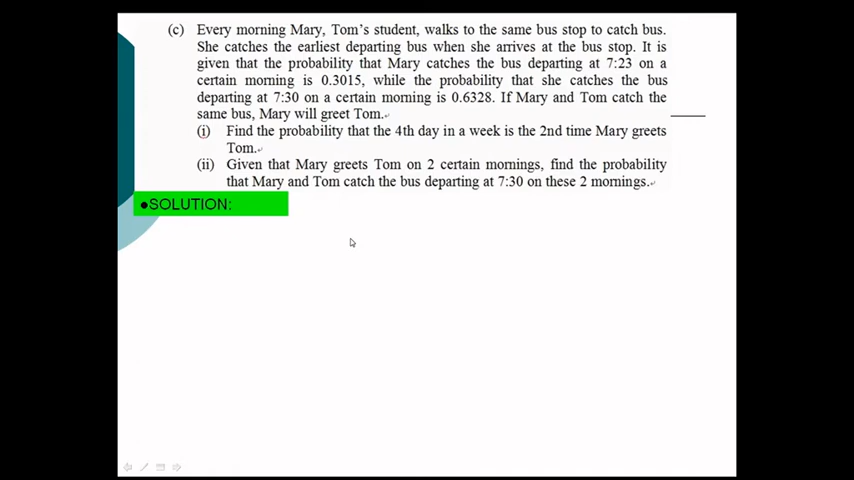 (c) Every morning Mary, Tom's student, walks to the same bus stop to catch bus.
She catches the earliest departing bus when she arrives at the bus stop. It is
given that the probability that Mary catches the bus departing at 7:23 on a
certain morning is 0.3015, while the probability that she catches the bus
departing at 7:30 on a certain morning is 0.6328. If Mary and Tom catch the
same bus, Mary will greet Tom.
(i) Find the probability that the 4th day in a week is the 2nd time Mary greets
Tom.
(ii) Given that Mary greets Tom on 2 certain mornings, find the probability
that Mary and Tom catch the bus departing at 7:30 on these 2 mornings.
●SOLUTION: